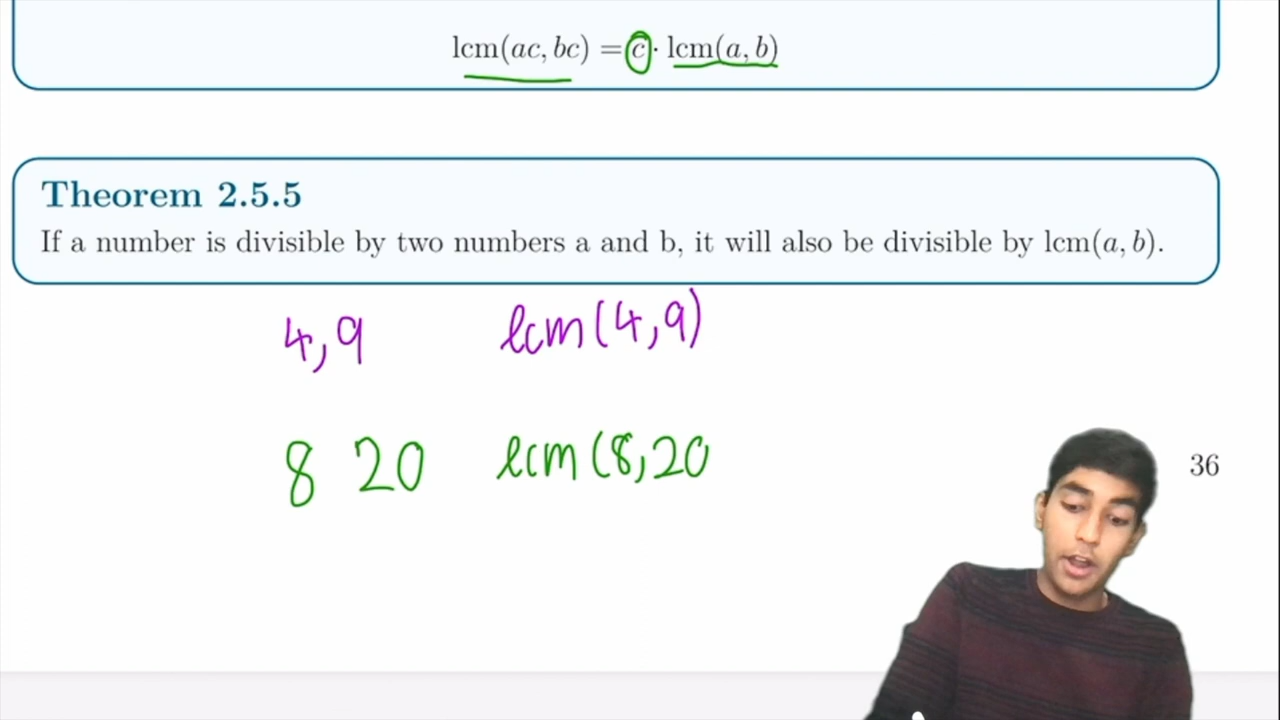 lcm(ac, bc) = c · lcm(a, b)
Theorem 2.5.5
If a number is divisible by two numbers a and b, it will also be divisible by lcm(a, b).
4,9 lcm(4,9)
8 20 lcm(8,20
36